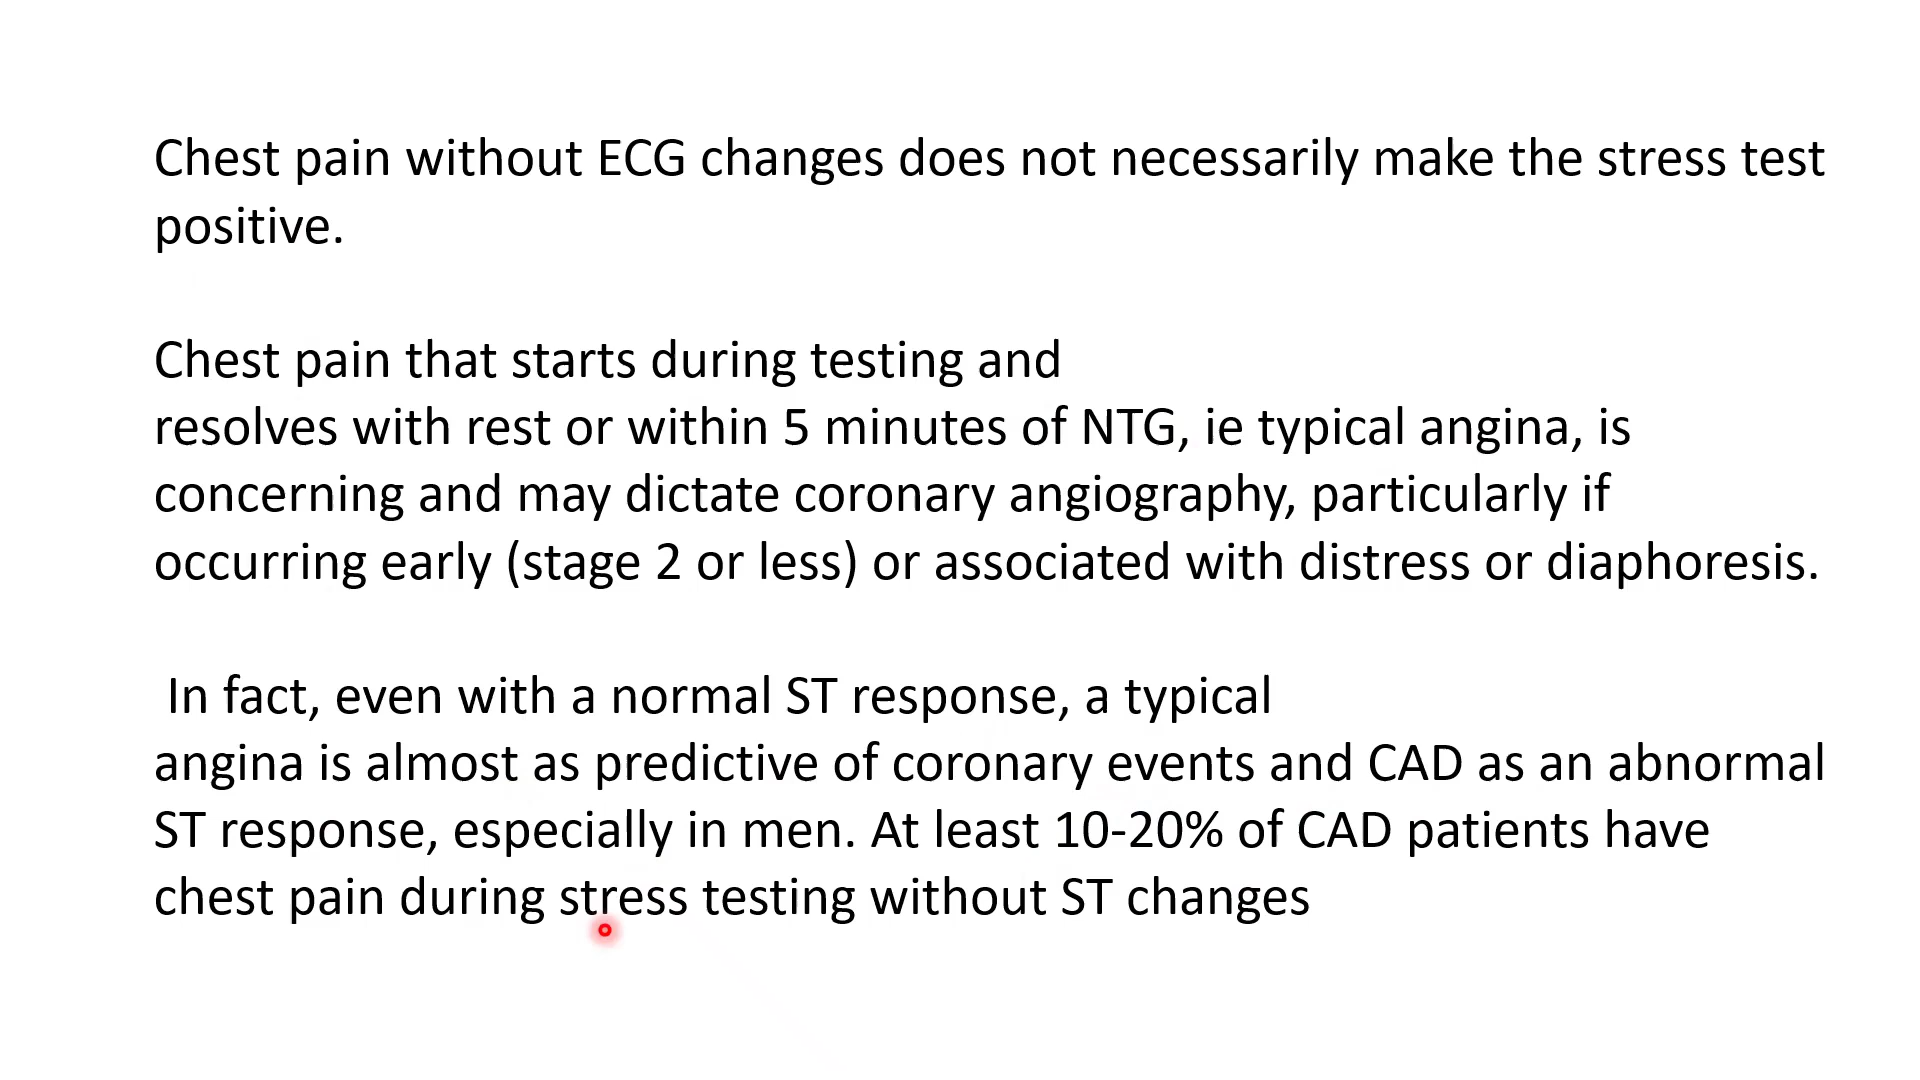 Chest pain without ECG changes does not necessarily make the stress test
positive.
Chest pain that starts during testing and
resolves with rest or within 5 minutes of NTG, ie typical angina, is
concerning and may dictate coronary angiography, particularly if
occurring early (stage 2 or less) or associated with distress or diaphoresis.
In fact, even with a normal ST response, a typical
angina is almost as predictive of coronary events and CAD as an abnormal
ST response, especially in men. At least 10-20% of CAD patients have
chest pain during stress testing without ST changes